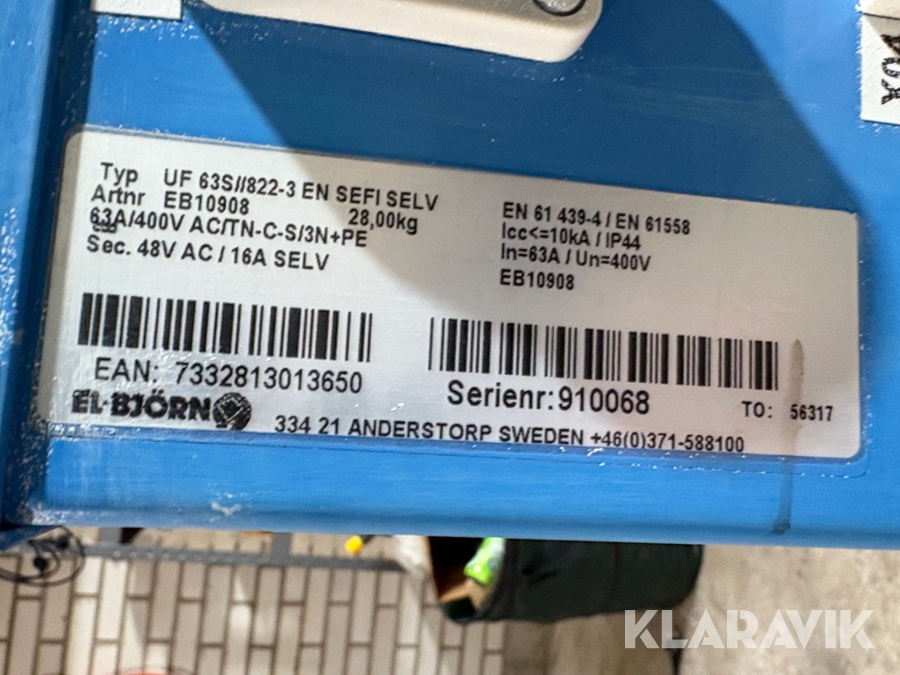 VUX
Typ UF 63S//822-3 EN SEFI SELV
Artnr EB10908 28,00kg
63A/400V AC/TN-C-S/3N+PE
Sec. 48V AC / 16A SELV
EN 61 439-4 / EN 61558
Icc<=10kA / IP44
In=63A / Un=400V
EB10908
EAN: 7332813013650
Serienr: 910068
TO: 56317
EL-BJÖRN
334 21 ANDERSTORP SWEDEN +46(0)371-588100
KLARAVIK